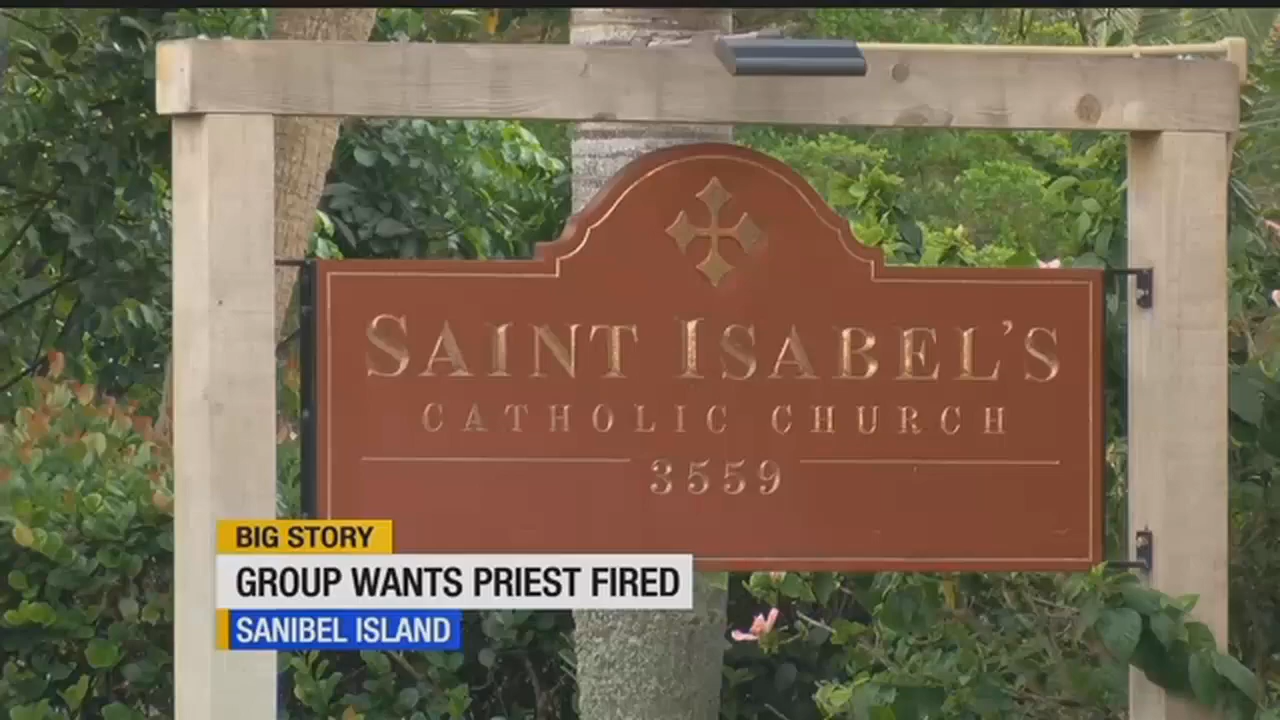 SAINT ISABEL'S
CATHOLIC CHURCH
3559
BIG STORY
GROUP WANTS PRIEST FIRED
SANIBEL ISLAND